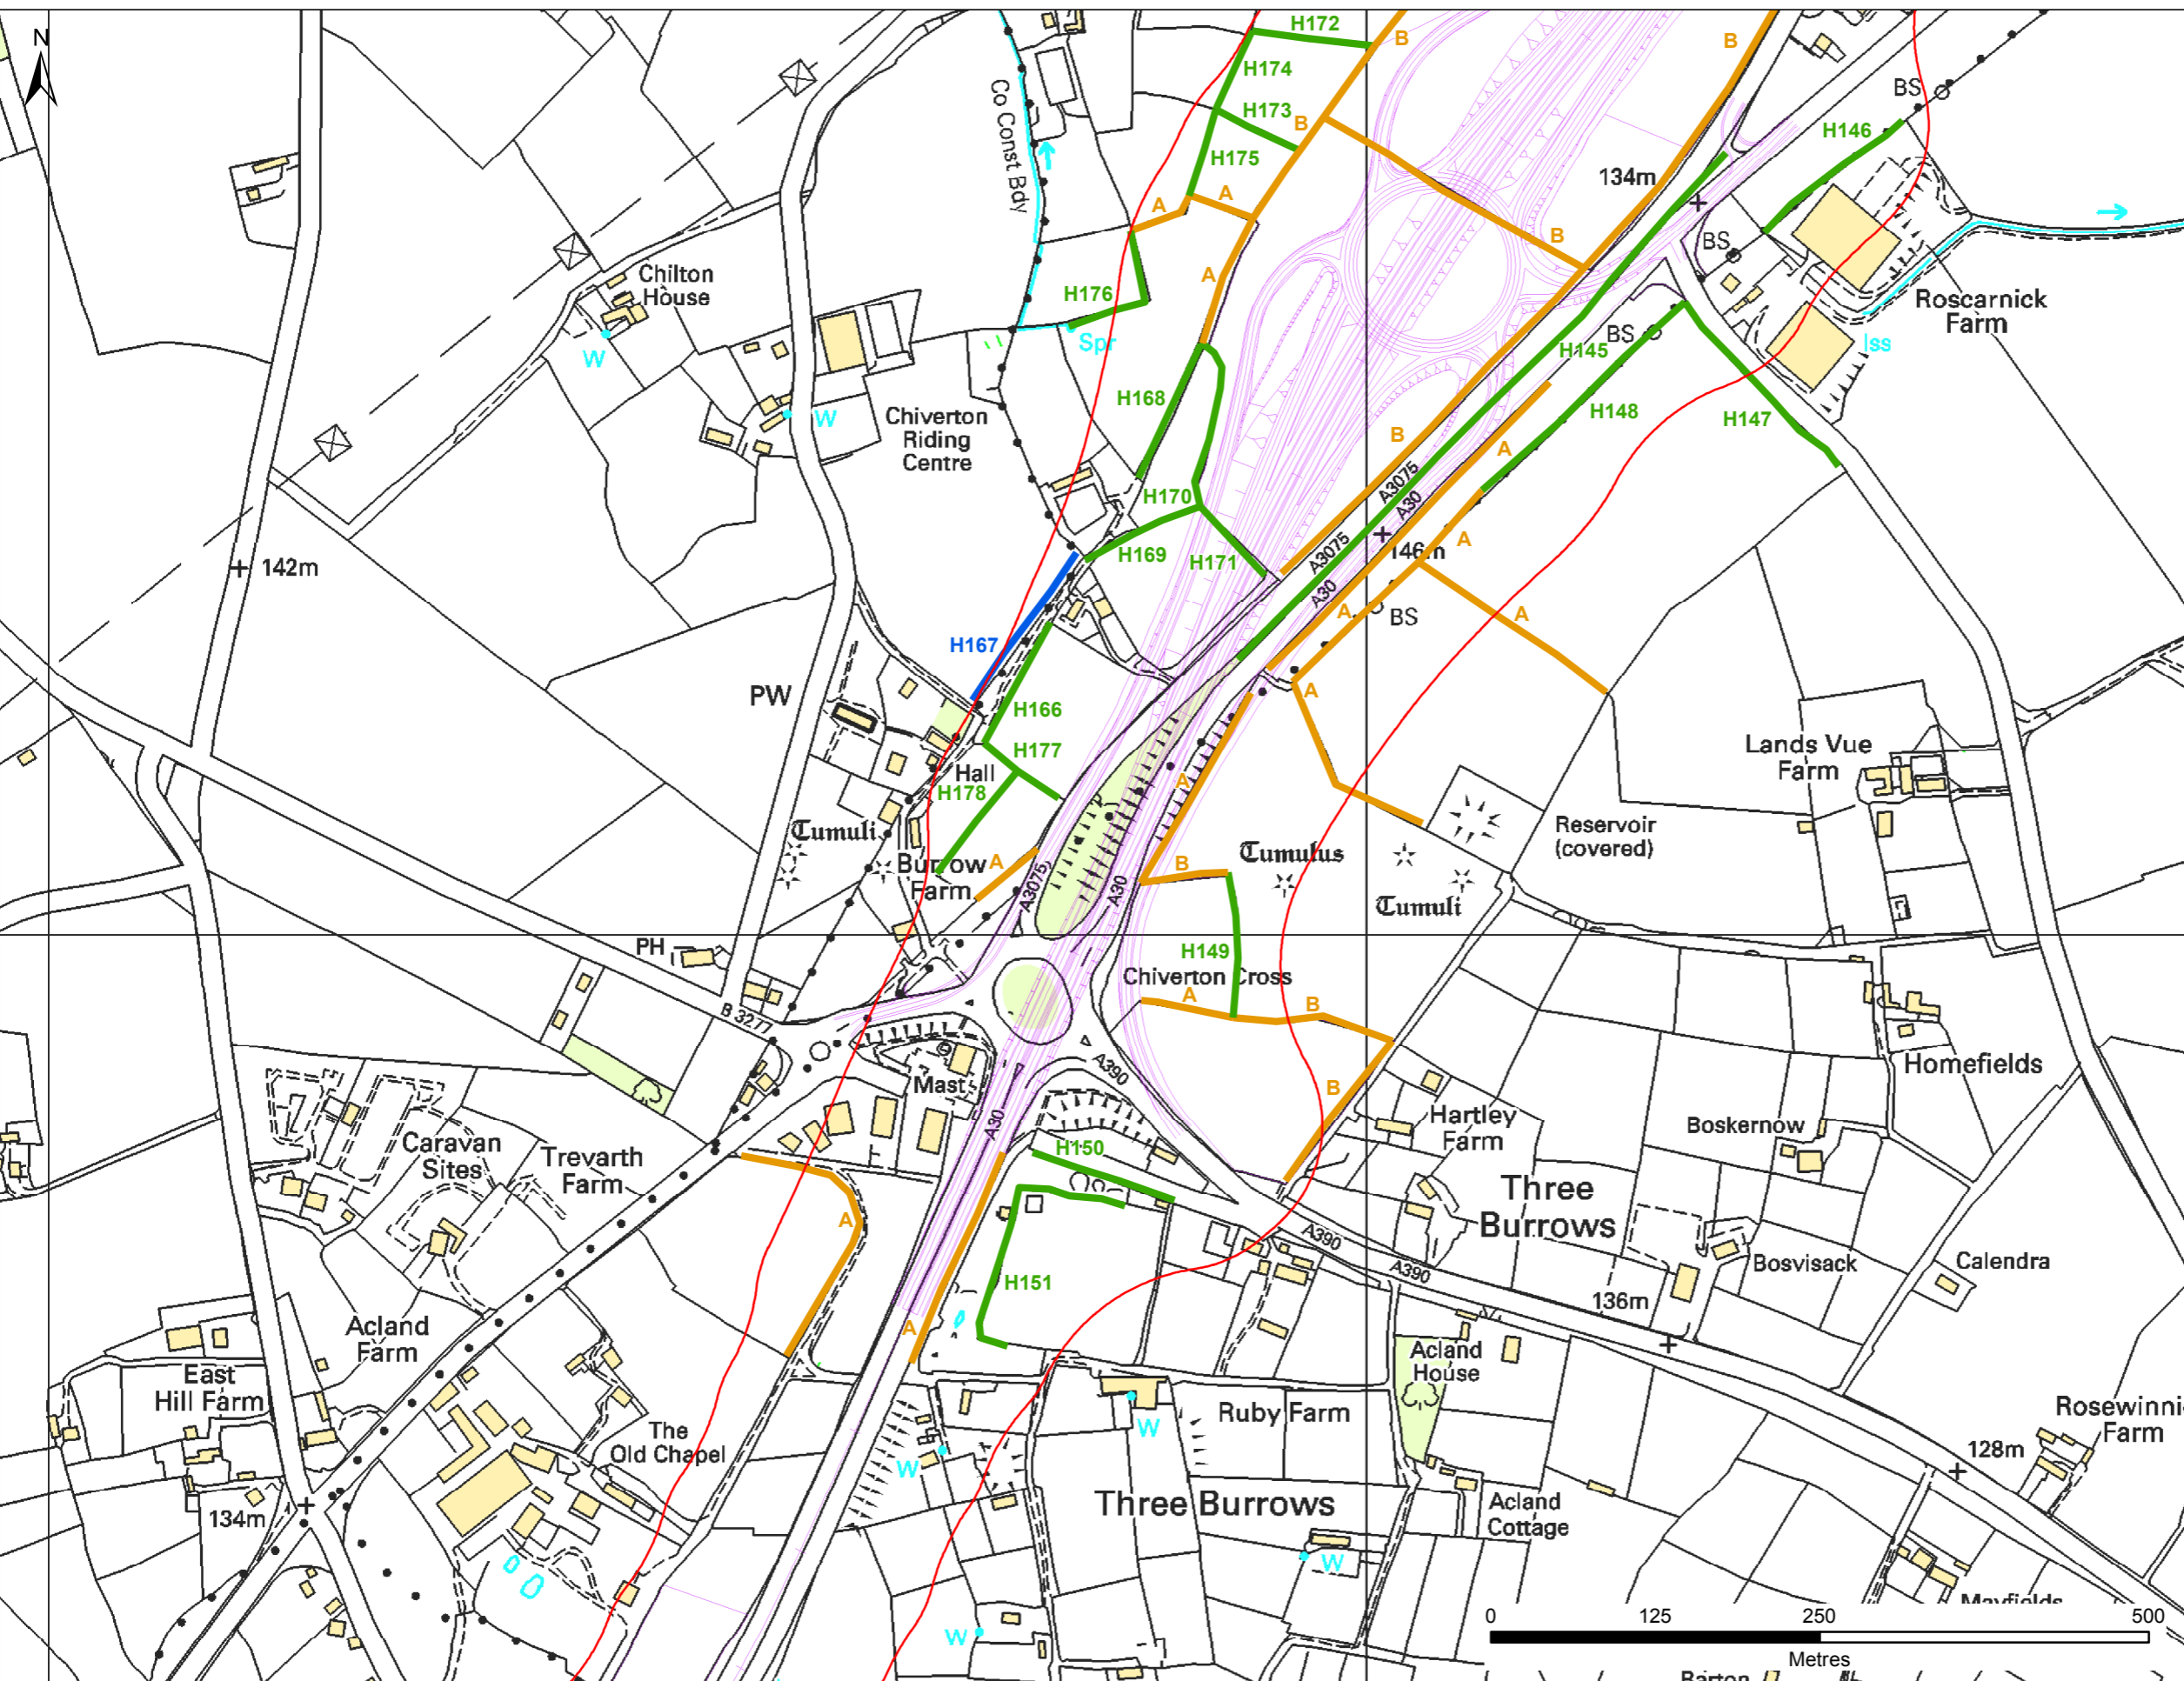 N
H172
B
B
H174
Co Const Bdy
BS
H173
B
H146
H175
134m
A
A
B
BS
Chilton
House
A
H176
Roscarnick
Farm
BS
Spr
H145
Iss
W
H168
H148
W
Chiverton
Riding
Centre
B
A
H147
A3075
H170
A30
A3075
A
146m
H169
H171
142m
A30
A
A
BS
H167
PW
H166
A
H177
Lands Vue
Farm
Hall
A
H178
Tumuli
Reservoir
(covered)
Tumulus
A
B
Burrow
Farm
A3075
A30
Tumuli
PH
H149
Chiverton Cross
A
B
B 3277
A390
Homefields
Mast
B
Hartley
Farm
A30
Boskernow
Caravan
Sites
Trevarth
Farm
H150
Three
Burrows
A
A390
Bosvisack
Calendra
A390
H151
136m
Acland
Farm
A
Acland
House
East
Hill Farm
Rosewinni
Farm
Ruby Farm
W
The
Old Chapel
128m
W
Three Burrows
Acland
Cottage
134m
W
Mayfields
0 125 250 500
W
Metres
Barton